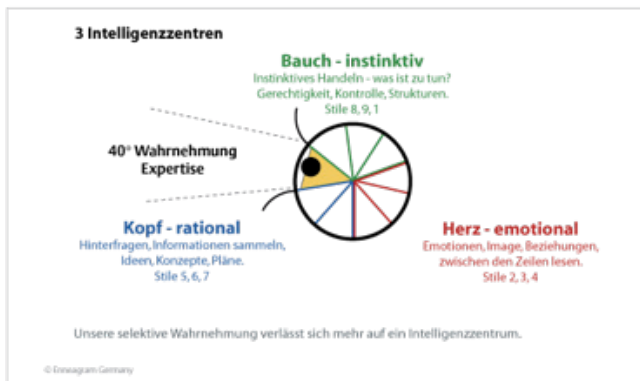 3 Intelligenzzentren
Bauch - instinktiv
Instinktives Handeln - was ist zu tun?
Gerechtigkeit, Kontrolle, Strukturen.
Stile 8, 9, 1
40° Wahrnehmung
Expertise
Kopf - rational
Hinterfragen, Informationen sammeln,
Ideen, Konzepte, Pläne.
Stile 5, 6, 7
Herz - emotional
Emotionen, Image, Beziehungen,
zwischen den Zeilen lesen.
Stile 2, 3, 4
Unsere selektive Wahrnehmung verlässt sich mehr auf ein Intelligenzzentrum.
© Enneagram Germany